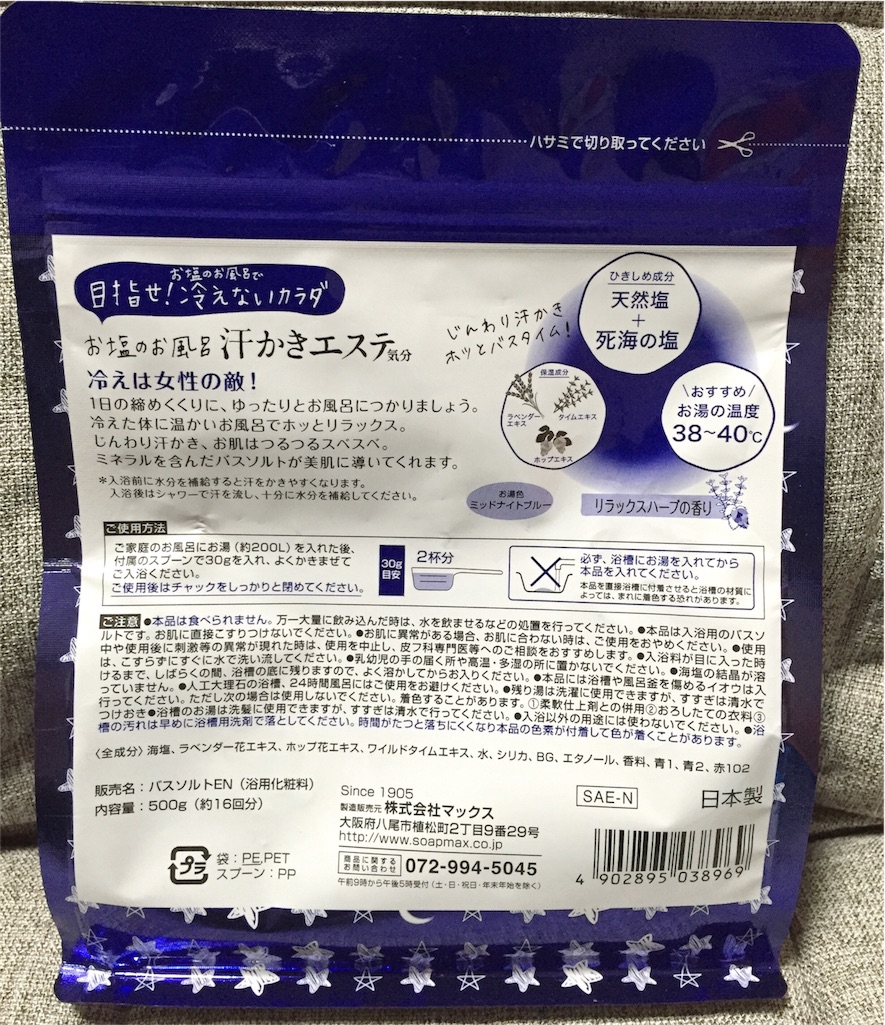 ハサミで切り取ってください
お塩のお風呂で
目指せ!冷えないカラダ
お塩のお風呂 汗かきエステ気分
じんわり汗かき
ホッとバスタイム!
ひきしめ成分
天然塩
+
死海の塩
保湿成分
ラベンダー
エキス
タイムエキス
ホップエキス
\おすすめ/
お湯の温度
38~40℃
冷えは女性の敵!
1日の締めくくりに、ゆったりとお風呂につかりましょう。
冷えた体に温かいお風呂でホッとリラックス。
じんわり汗かき、お肌はつるつるスベスベ。
ミネラルを含んだバスソルトが美肌に導いてくれます。
*入浴前に水分を補給すると汗をかきやすくなります。
入浴後はシャワーで汗を流し、十分に水分を補給してください。
お湯色
ミッドナイトブルー
リラックスハーブの香り
ご使用方法
ご家庭のお風呂にお湯(約200L)を入れた後、
付属のスプーンで30gを入れ、よくかきまぜて
ご入浴ください。
ご使用後はチャックをしっかりと閉めてください。
30g
目安
2杯分
必ず、浴槽にお湯を入れてから
本品を入れてください。
本品を直接浴槽に付着させると浴槽の材質に
よっては、まれに着色する恐れがあります。
ご注意 ●本品は食べられません。万一大量に飲み込んだ時は、水を飲ませるなどの処置を行ってください。●本品は入浴用のバスソ
ルトです。お肌に直接こすりつけないでください。●お肌に異常がある場合、お肌に合わない時は、ご使用をおやめください。●使用
中や使用後に刺激等の異常が現れた時は、使用を中止し、皮フ科専門医等へのご相談をおすすめします。●入浴料が目に入った時
は、こすらずにすぐに水で洗い流してください。●乳幼児の手の届く所や高温・多湿の所に置かないでください。●海塩の結晶が溶
けるまで、しばらくの間、浴槽の底に残りますので、よく溶かしてからお入りください。●本品には浴槽や風呂釜を傷めるイオウは入
っていません。●人工大理石の浴槽、24時間風呂にはご使用をお避けください。●残り湯は洗濯に使用できますが、すすぎは清水で
行ってください。ただし次の場合は使用しないでください。着色することがあります。①柔軟仕上剤との併用②おろしたての衣料③
つけおき●浴槽のお湯は洗髪に使用できますが、すすぎは清水で行ってください。●入浴以外の用途には使わないでください。●浴
槽の汚れは早めに浴槽用洗剤で落としてください。時間がたつと落ちにくくなり本品の色素が付着して色が着くことがあります。
〈全成分〉海塩、ラベンダー花エキス、ホップ花エキス、ワイルドタイムエキス、水、シリカ、BG、エタノール、香料、青1、青2、赤102
販売名:バスソルトEN(浴用化粧料)
内容量:500g(約16回分)
Since 1905
製造販売元 株式会社マックス
大阪府八尾市植松町2丁目9番29号
http://www.soapmax.co.jp
商品に関する
お問い合わせ 072-994-5045
午前9時から午後5時受付(土・日・祝日・年末年始を除く)
SAE-N
日本製
プラ
袋:PE,PET
スプーン:PP
4 902895 038969